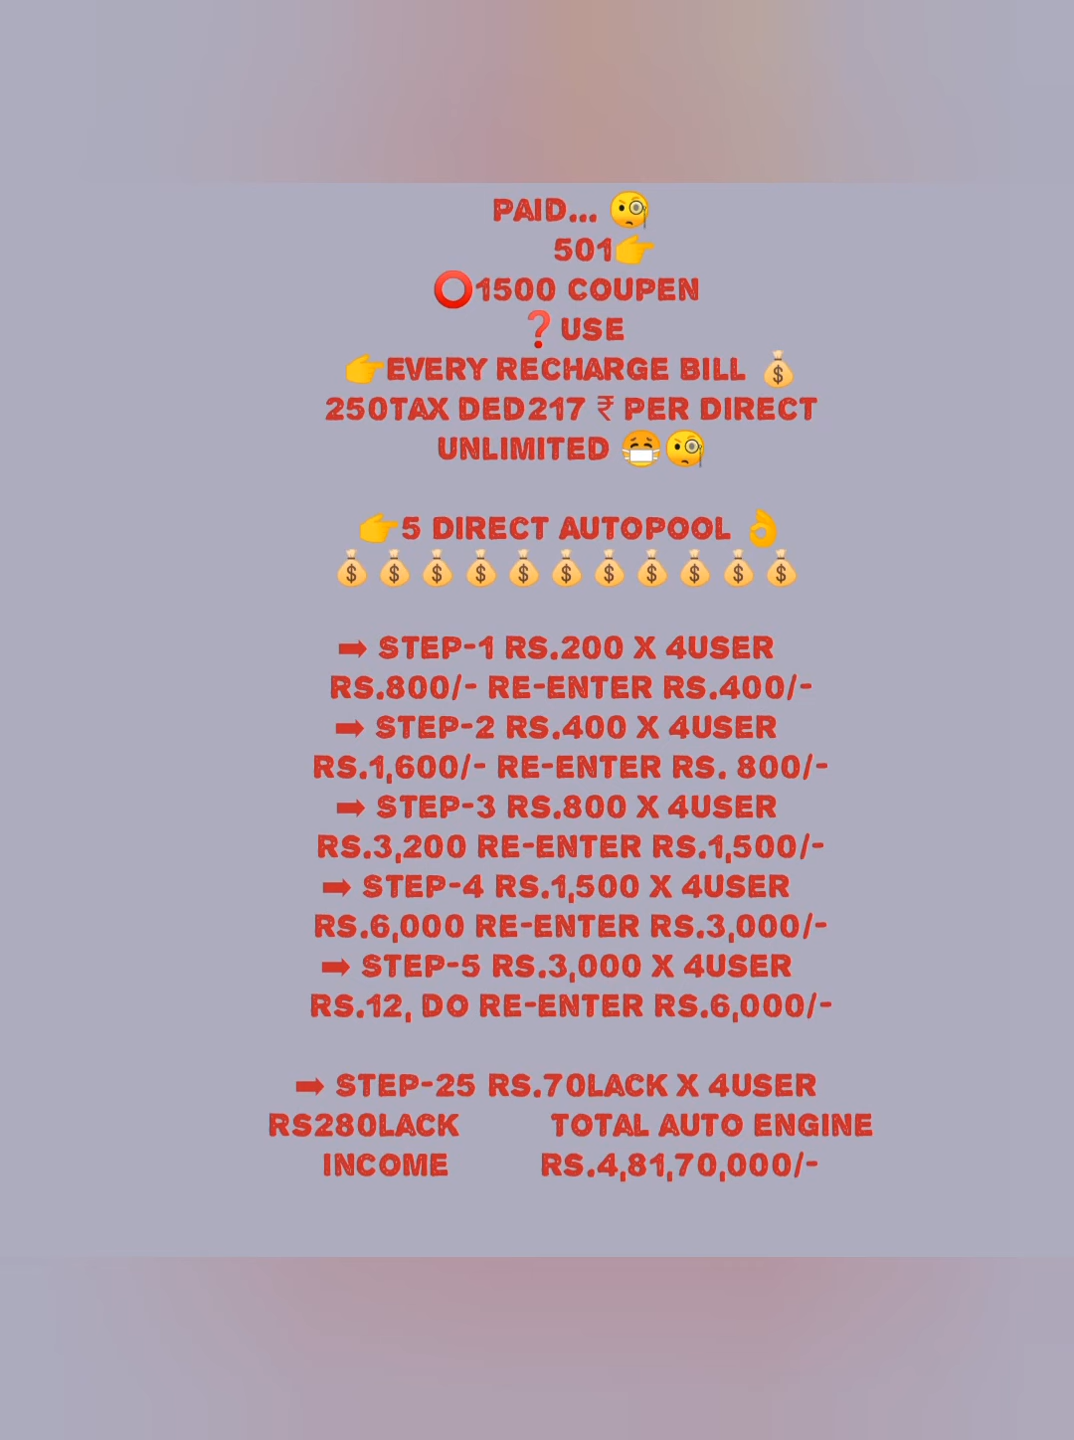 PAID... 🧐
501👉
⭕1500 COUPEN
❓USE
👉EVERY RECHARGE BILL 💰
250TAX DED217 ₹ PER DIRECT
UNLIMITED 😷🧐
👉5 DIRECT AUTOPOOL 👌
💰💰💰💰💰💰💰💰💰💰💰
➡ STEP-1 RS.200 X 4USER
RS.800/- RE-ENTER RS.400/-
➡ STEP-2 RS.400 X 4USER
RS.1,600/- RE-ENTER RS. 800/-
➡ STEP-3 RS.800 X 4USER
RS.3,200 RE-ENTER RS.1,500/-
➡ STEP-4 RS.1,500 X 4USER
RS.6,000 RE-ENTER RS.3,000/-
➡ STEP-5 RS.3,000 X 4USER
RS.12, DO RE-ENTER RS.6,000/-
➡ STEP-25 RS.70LACK X 4USER
RS280LACK TOTAL AUTO ENGINE
INCOME RS.4,81,70,000/-